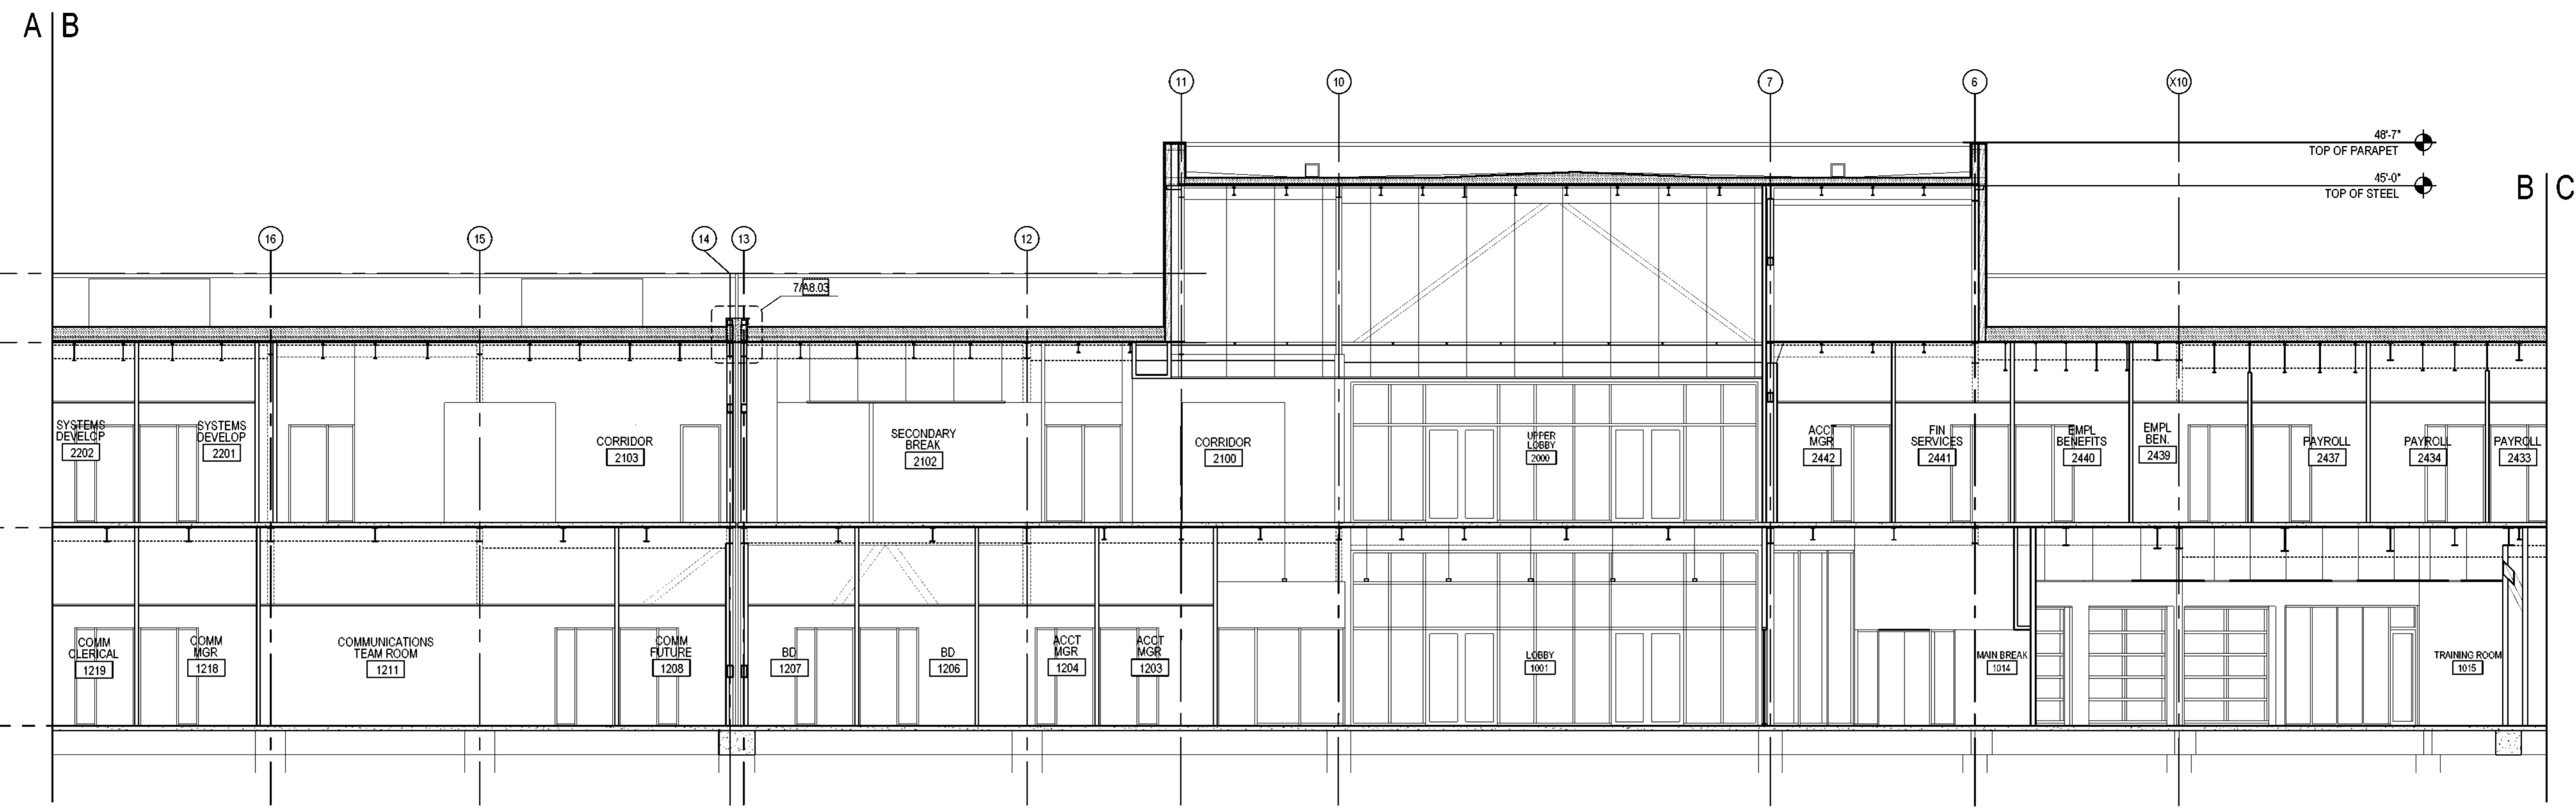 A B
11
10
7
6
X10
48'-7"
TOP OF PARAPET
45'-0"
TOP OF STEEL
B C
16
15
14
13
12
7/A8.03
SYSTEMS
DEVELOP
2202
SYSTEMS
DEVELOP
2201
CORRIDOR
2103
SECONDARY
BREAK
2102
CORRIDOR
2100
UPPER
LOBBY
2000
ACCT
MGR
2442
FIN
SERVICES
2441
EMPL
BENEFITS
2440
EMPL
BEN.
2439
PAYROLL
2437
PAYROLL
2434
PAYROLL
2433
COMM
CLERICAL
1219
COMM
MGR
1218
COMMUNICATIONS
TEAM ROOM
1211
COMM
FUTURE
1208
BD
1207
BD
1206
ACCT
MGR
1204
ACCT
MGR
1203
LOBBY
1001
MAIN BREAK
1014
TRAINING ROOM
1015